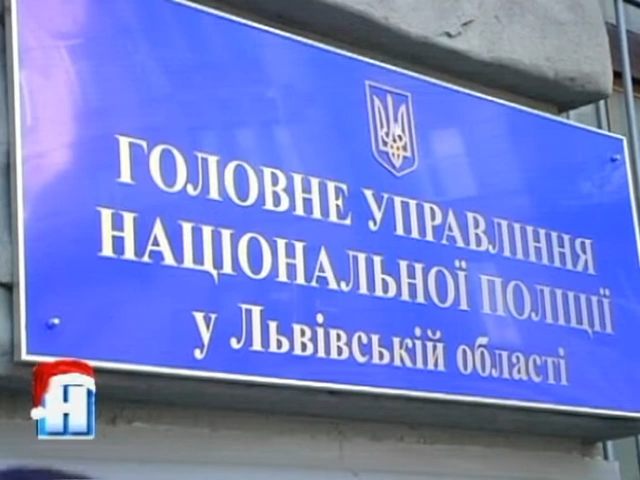 ГОЛОВНЕ УПРАВЛІННЯ
НАЦІОНАЛЬНОЇ ПОЛІЦІЇ
у Львівській області
Н